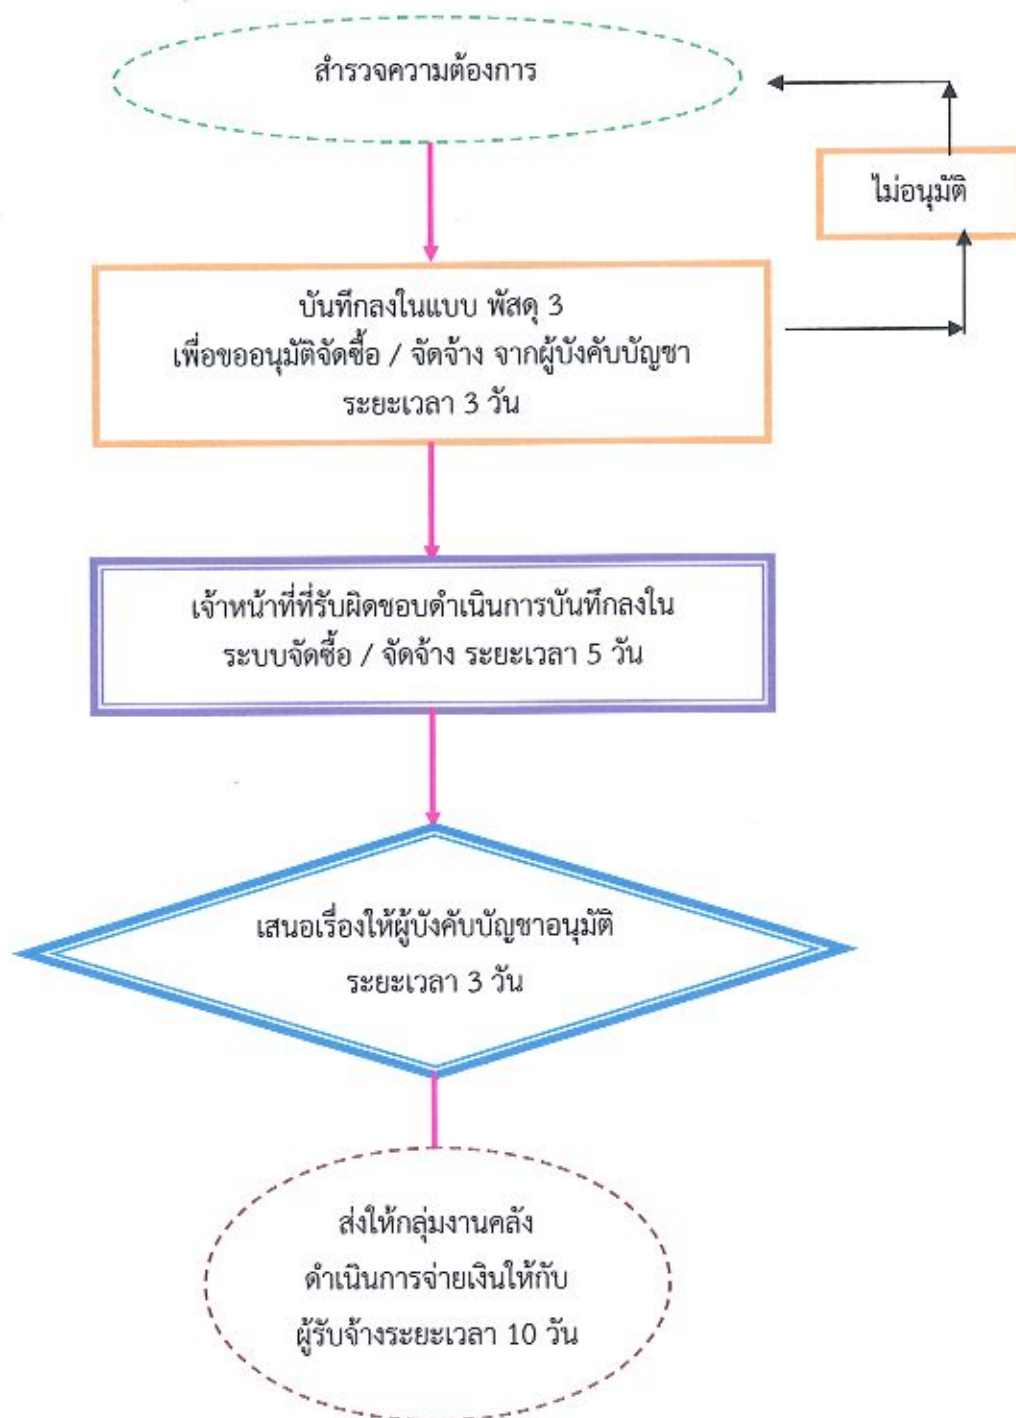 สำรวจความต้องการ
ไม่อนุมัติ
บันทึกลงในแบบ พัสดุ 3
เพื่อขออนุมัติจัดซื้อ / จัดจ้าง จากผู้บังคับบัญชา
ระยะเวลา 3 วัน
เจ้าหน้าที่ที่รับผิดชอบดำเนินการบันทึกลงใน
ระบบจัดซื้อ / จัดจ้าง ระยะเวลา 5 วัน
เสนอเรื่องให้ผู้บังคับบัญชาอนุมัติ
ระยะเวลา 3 วัน
ส่งให้กลุ่มงานคลัง
ดำเนินการจ่ายเงินให้กับ
ผู้รับจ้างระยะเวลา 10 วัน